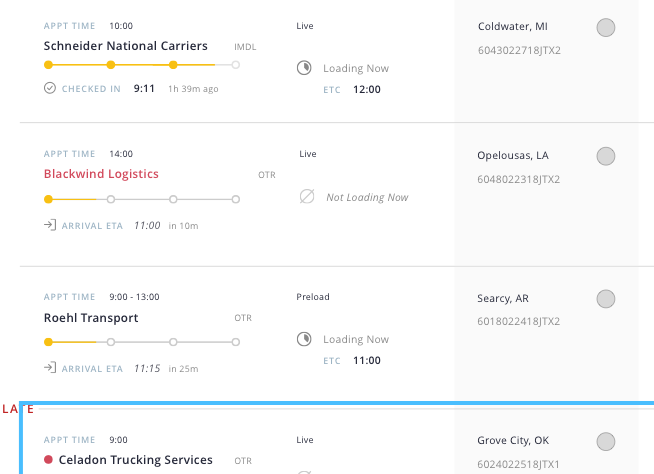 APPT TIME 10:00 Live Coldwater, MI
Schneider National Carriers IMDL 6043022718JTX2
Loading Now
CHECKED IN 9:11 1h 39m ago ETC 12:00
APPT TIME 14:00 Live Opelousas, LA
Blackwind Logistics OTR 6048022318JTX2
Not Loading Now
ARRIVAL ETA 11:00 in 10m
APPT TIME 9:00 - 13:00 Preload Searcy, AR
Roehl Transport OTR 6018022418JTX2
Loading Now
ARRIVAL ETA 11:15 in 25m ETC 11:00
LATE
APPT TIME 9:00 Live Grove City, OK
Celadon Trucking Services OTR 6024022518JTX1